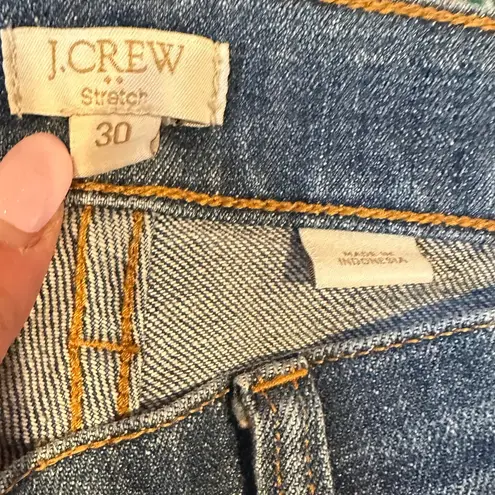 J.CREW
Stretch
30
MADE IN
INDONESIA